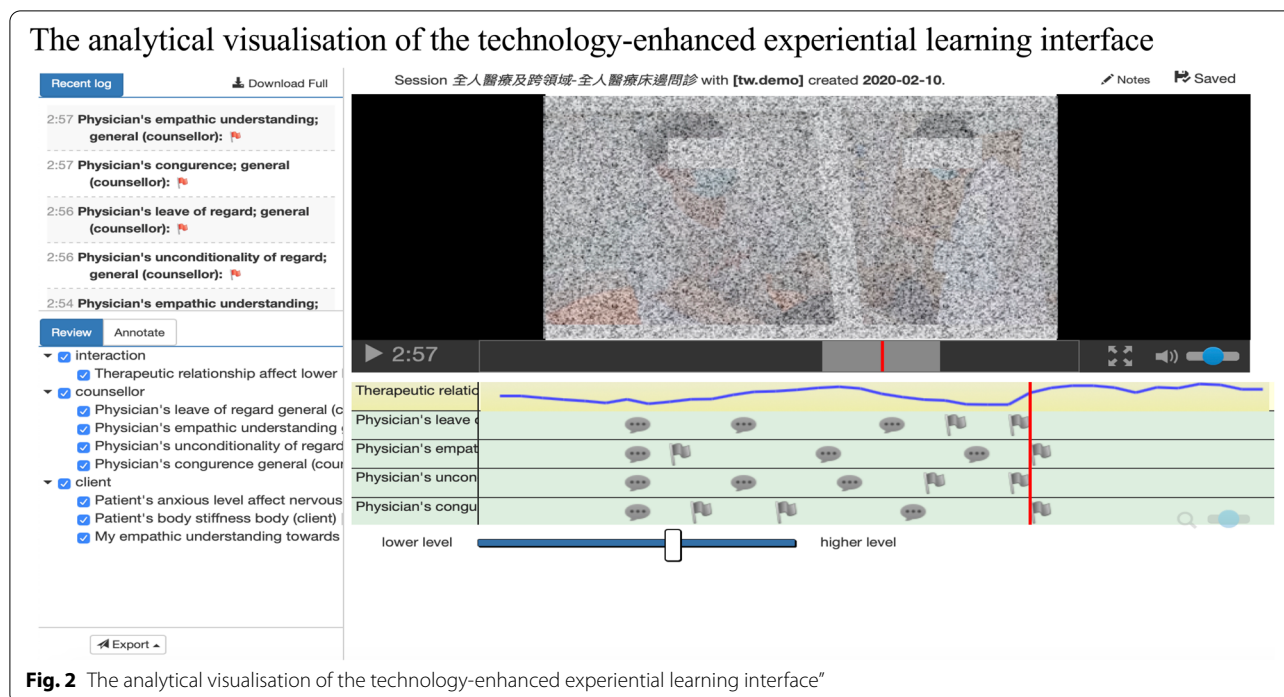 The analytical visualisation of the technology-enhanced experiential learning interface
Recent log
Download Full
2:57 Physician's empathic understanding;
general (counsellor):
2:57 Physician's congurence; general
(counsellor):
2:56 Physician's leave of regard; general
(counsellor):
2:56 Physician's unconditionality of regard;
general (counsellor):
2:54 Physician's empathic understanding;
Review
Annotate
interaction
Therapeutic relationship affect lower
counsellor
Physician's leave of regard general (c
Physician's empathic understanding
Physician's unconditionality of regard
Physician's congurence general (cour
client
Patient's anxious level affect nervous
Patient's body stiffness body (client)
My empathic understanding towards
Export
Session 全人醫療及跨領域-全人醫療床邊問診 with [tw.demo] created 2020-02-10.
Notes
Saved
2:57
Therapeutic relatic
Physician's leave c
Physician's empat
Physician's uncon
Physician's congu
lower level
higher level
Fig. 2 The analytical visualisation of the technology-enhanced experiential learning interface”